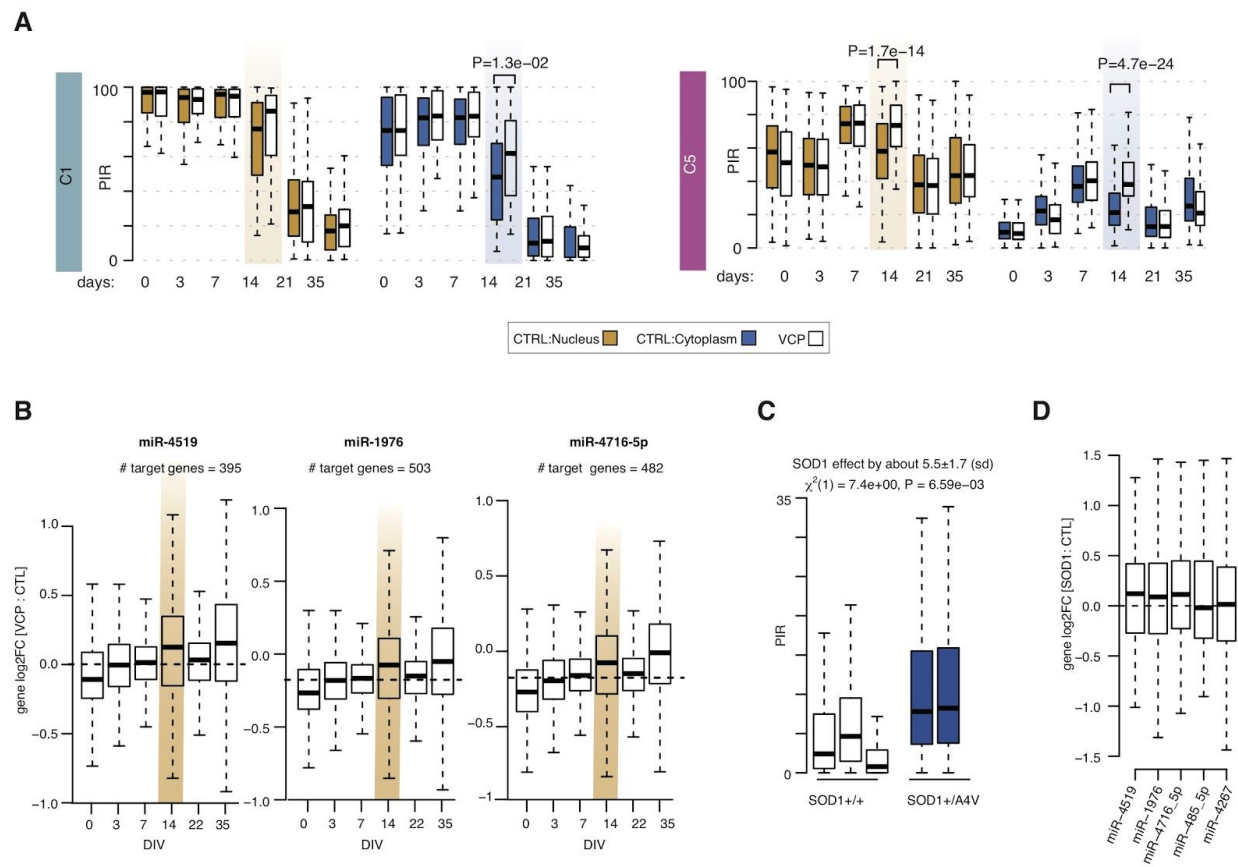 A
P=1.3e−02
P=1.7e−14
P=4.7e−24
C1
PIR
100
0
days: 0 3 7 14 21 35 0 3 7 14 21 35
C5
PIR
100
0
days: 0 3 7 14 21 35 0 3 7 14 21 35
CTRL:Nucleus CTRL:Cytoplasm VCP
B
miR-4519
# target genes = 395
gene log2FC [VCP : CTL]
1.0
0.5
0.0
−0.5
−1.0
0 3 7 14 22 35
DIV
miR-1976
# target genes = 503
1.0
0.5
0.0
−0.5
−1.0
0 3 7 14 22 35
DIV
miR-4716-5p
# target genes = 482
1.0
0.5
0.0
−0.5
−1
0 3 7 14 22 35
DIV
C
SOD1 effect by about 5.5±1.7 (sd)
χ²(1) = 7.4e+00, P = 6.59e−03
PIR
35
0
SOD1+/+ SOD1+/A4V
D
gene log2FC [SOD1 : CTL]
1.5
1.0
0.5
0.0
−0.5
−1.0
−1.5
miR−4519
miR−1976
miR−4716_5p
miR−485_5p
miR−4267